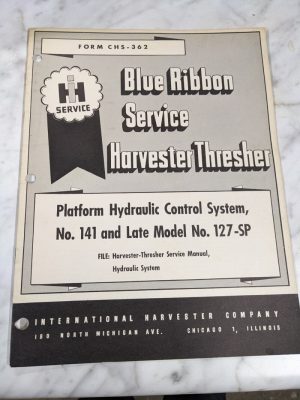 FORM CHS-362
IH
SERVICE
Blue Ribbon
Service
Harvester Thresher
Platform Hydraulic Control System,
No. 141 and Late Model No. 127-SP
FILE: Harvester-Thresher Service Manual,
Hydraulic System
INTERNATIONAL HARVESTER COMPANY
180 NORTH MICHIGAN AVE. CHICAGO 1, ILLINOIS